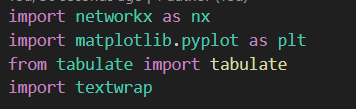 import networkx as nx
import matplotlib.pyplot as plt
from tabulate import tabulate
import textwrap